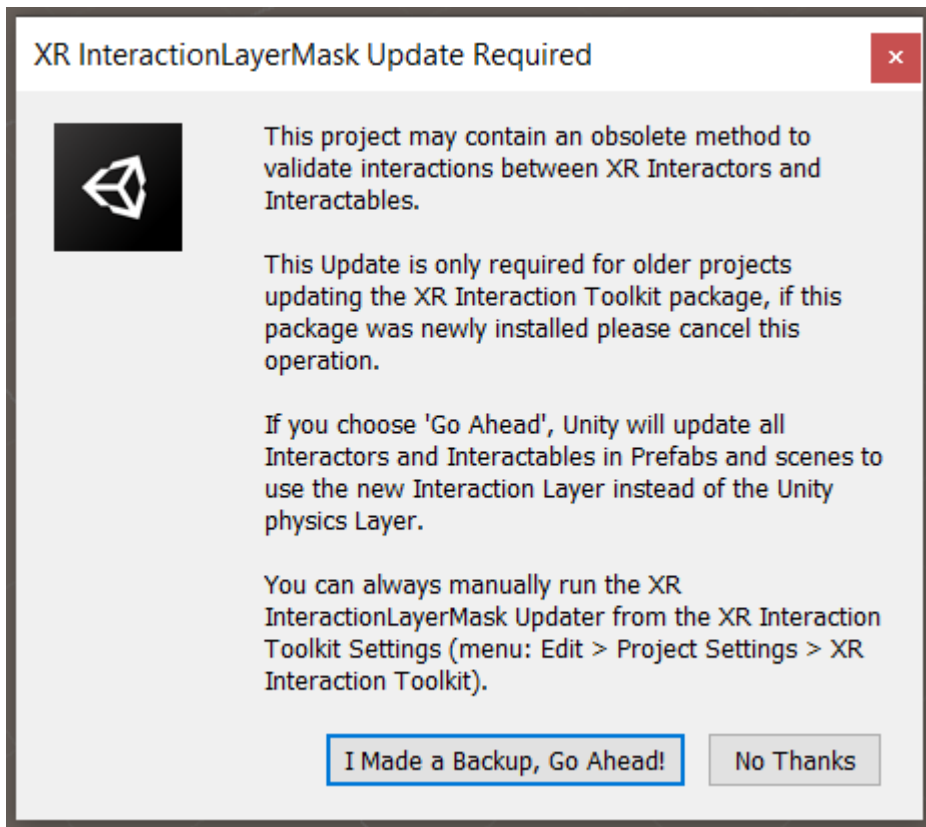 XR InteractionLayerMask Update Required
This project may contain an obsolete method to
validate interactions between XR Interactors and
Interactables.
This Update is only required for older projects
updating the XR Interaction Toolkit package, if this
package was newly installed please cancel this
operation.
If you choose 'Go Ahead', Unity will update all
Interactors and Interactables in Prefabs and scenes to
use the new Interaction Layer instead of the Unity
physics Layer.
You can always manually run the XR
InteractionLayerMask Updater from the XR Interaction
Toolkit Settings (menu: Edit > Project Settings > XR
Interaction Toolkit).
I Made a Backup, Go Ahead!
No Thanks